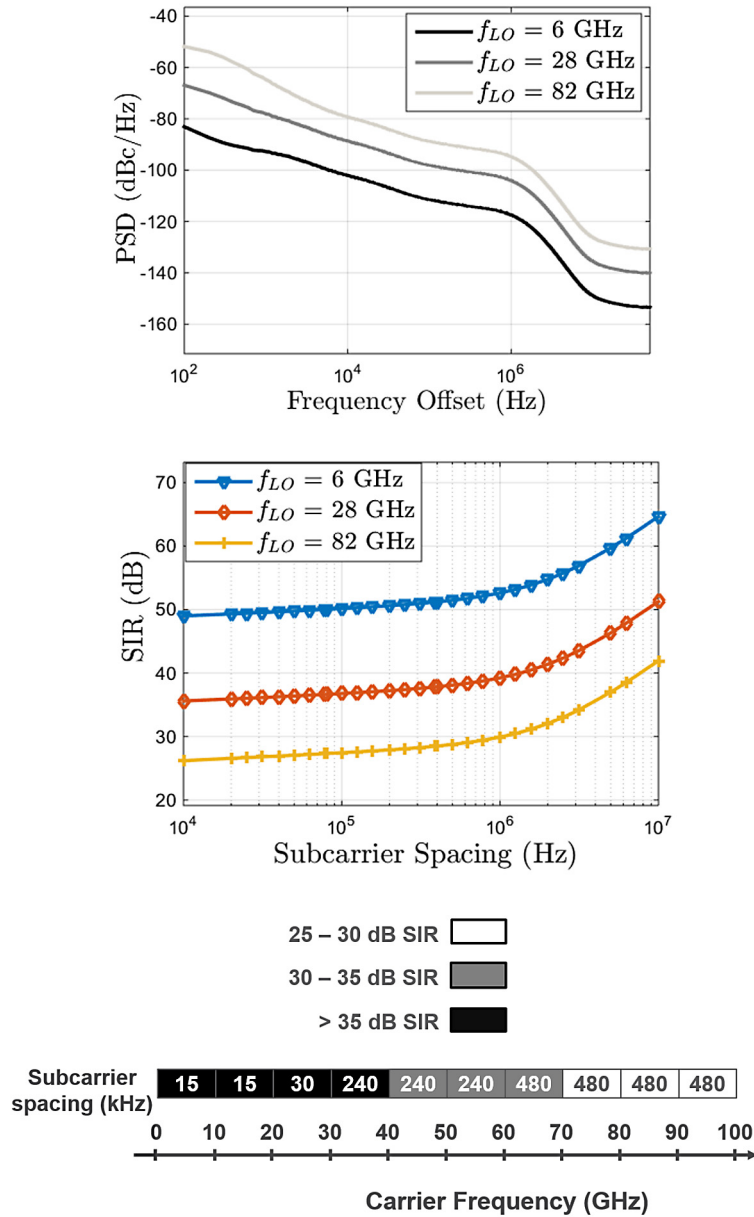 -40
-60
-80
-100
-120
-140
-160
PSD (dBc/Hz)
f_LO = 6 GHz
f_LO = 28 GHz
f_LO = 82 GHz
10^2 10^4 10^6
Frequency Offset (Hz)
70
60
50
40
30
20
SIR (dB)
f_LO = 6 GHz
f_LO = 28 GHz
f_LO = 82 GHz
10^4 10^5 10^6 10^7
Subcarrier Spacing (Hz)
25 – 30 dB SIR
30 – 35 dB SIR
> 35 dB SIR
Subcarrier
spacing (kHz)
15 15 30 240 240 240 480 480 480 480
0 10 20 30 40 50 60 70 80 90 100
Carrier Frequency (GHz)